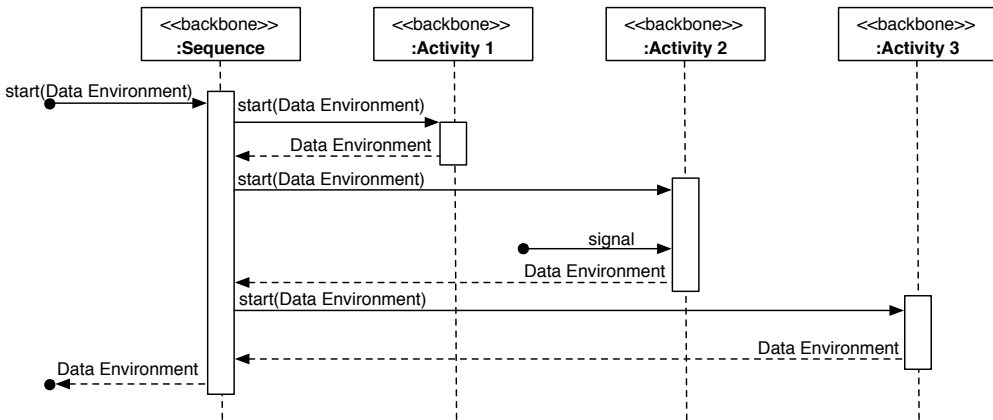 <<backbone>>
:Sequence
<<backbone>>
:Activity 1
<<backbone>>
:Activity 2
<<backbone>>
:Activity 3
start(Data Environment)
start(Data Environment)
Data Environment
start(Data Environment)
signal
Data Environment
start(Data Environment)
Data Environment
Data Environment